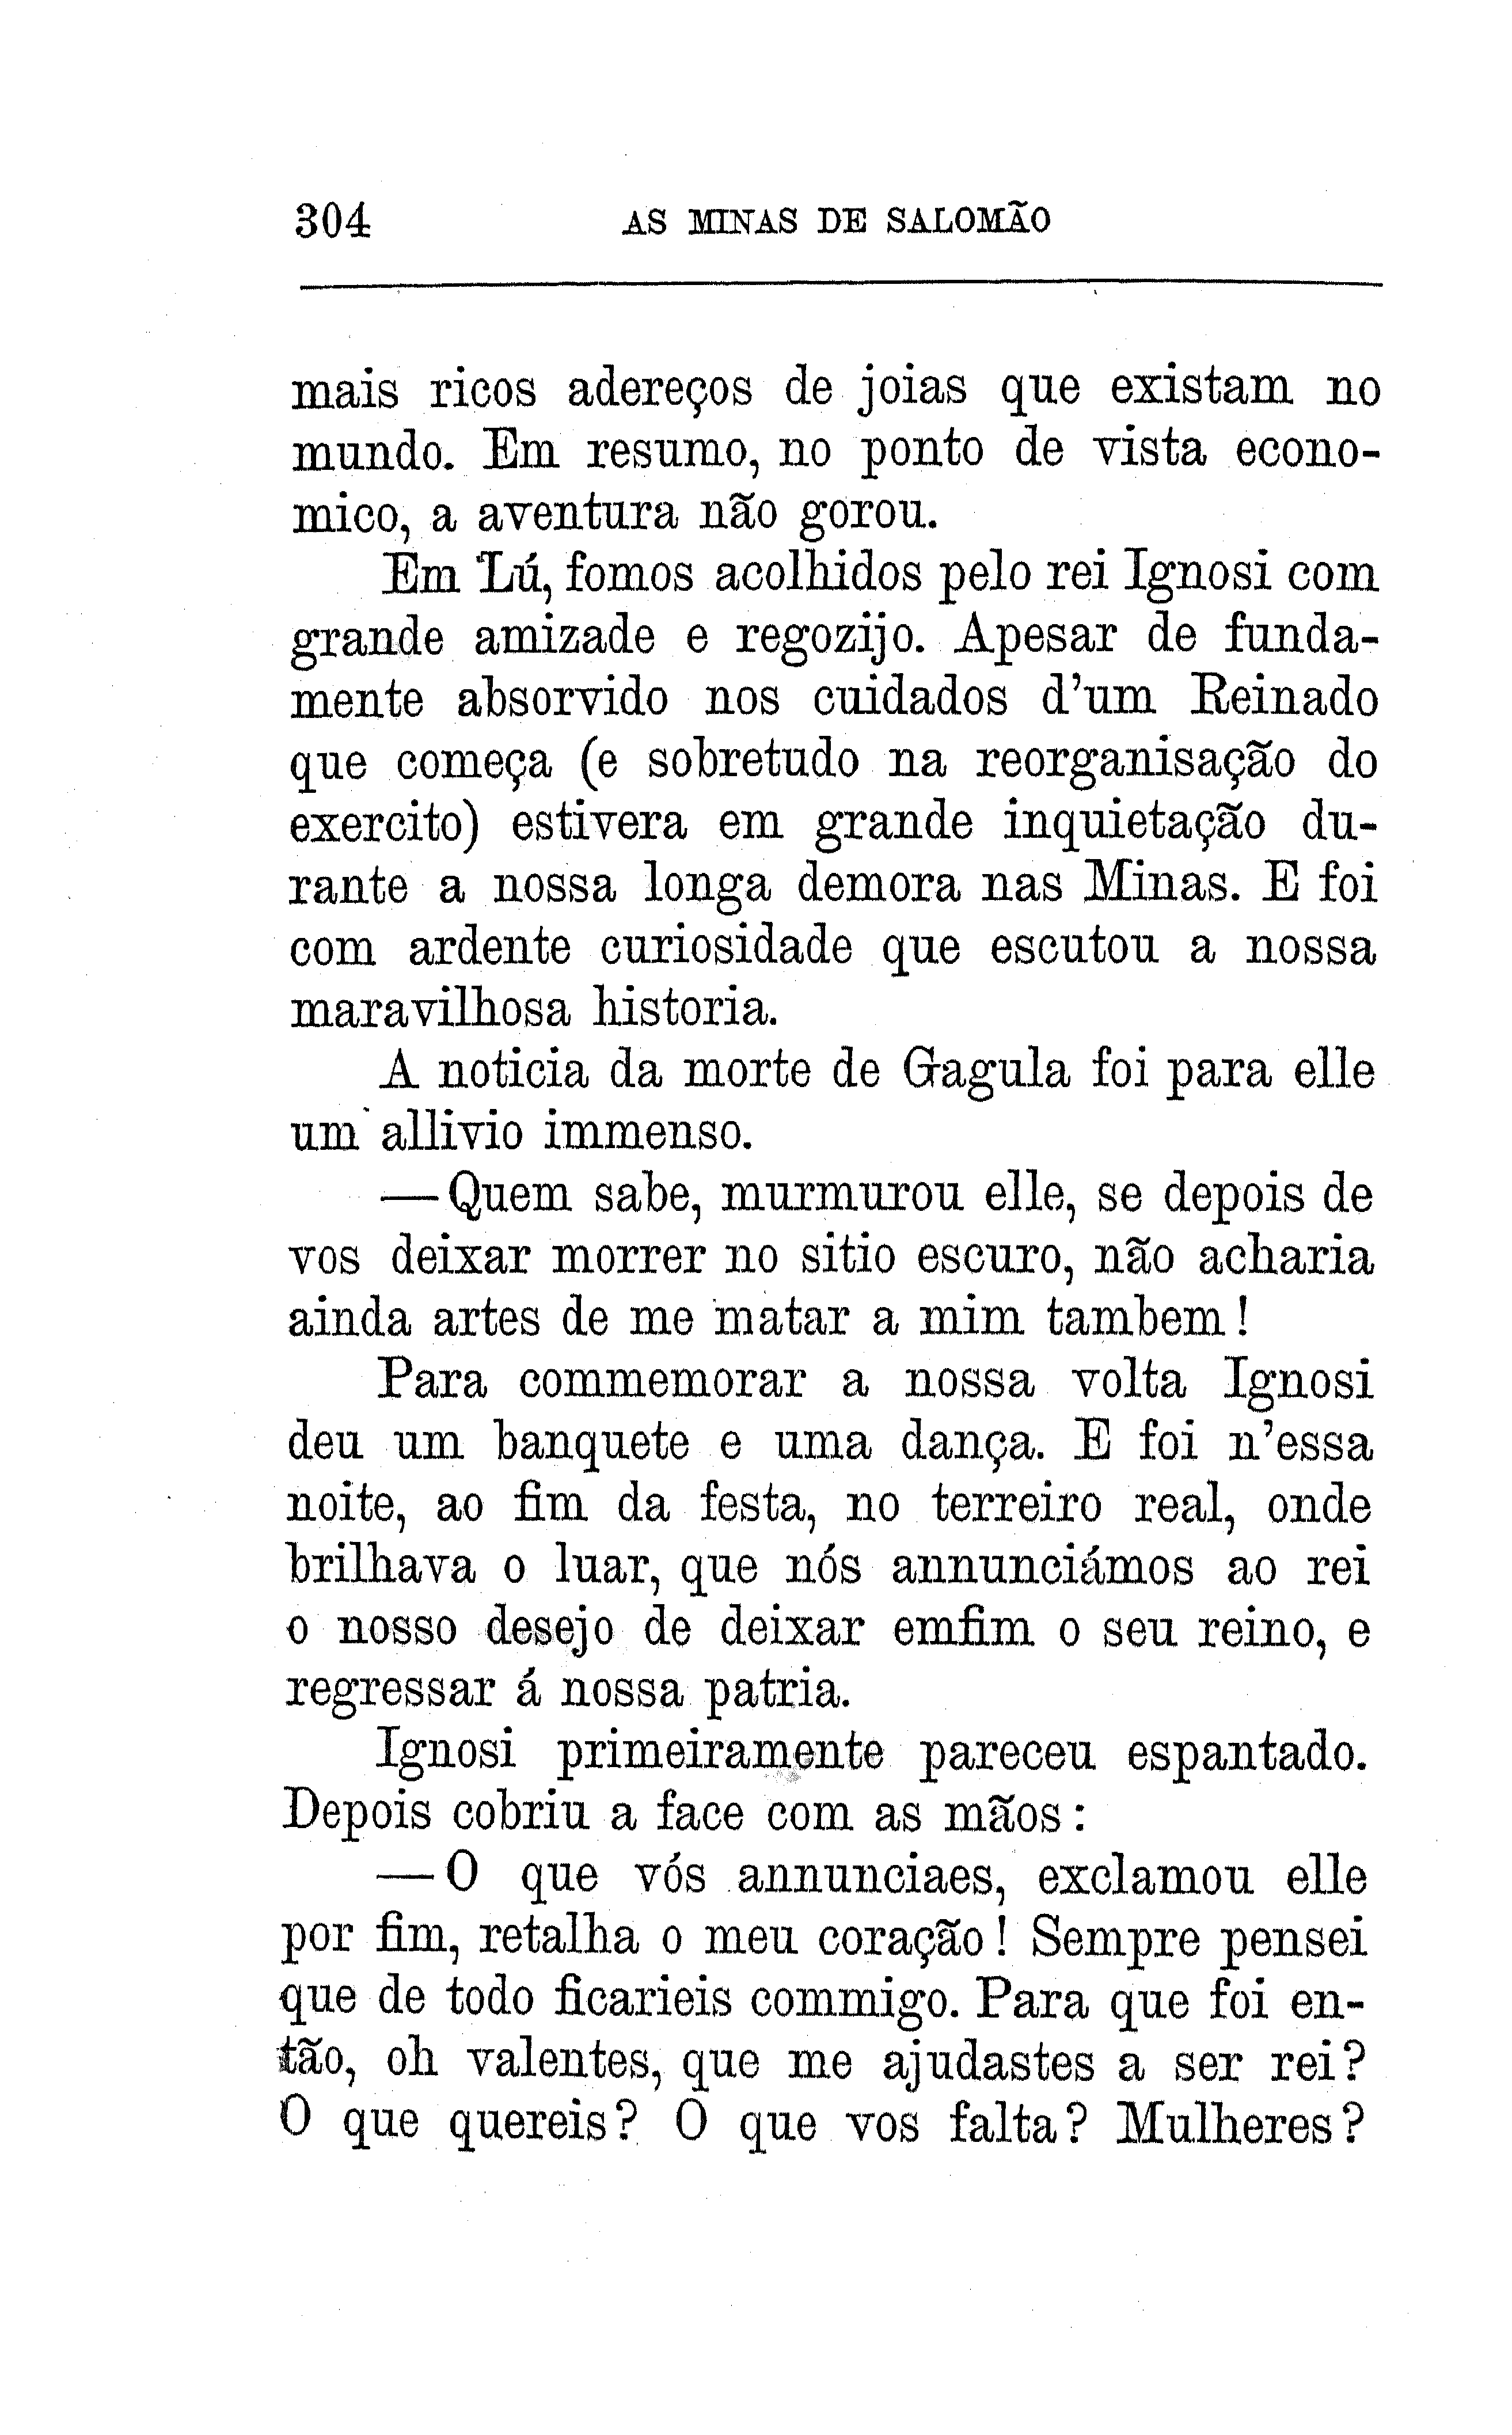 304 AS MINAS DE SALOMÃO
mais ricos adereços de joias que existam no
mundo. Em resumo, no ponto de vista econo-
mico, a aventura não gorou.
Em Lú, fomos acolhidos pelo rei Ignosi com
grande amizade e regozijo. Apesar de funda-
mente absorvido nos cuidados d'um Reinado
que começa (e sobretudo na reorganisação do
exercito) estivera em grande inquietação du-
rante a nossa longa demora nas Minas. E foi
com ardente curiosidade que escutou a nossa
maravilhosa historia.
A noticia da morte de Gagula foi para elle
um allivio immenso.
—Quem sabe, murmurou elle, se depois de
vos deixar morrer no sitio escuro, não acharia
ainda artes de me matar a mim tambem!
Para commemorar a nossa volta Ignosi
deu um banquete e uma dança. E foi n'essa
noite, ao fim da festa, no terreiro real, onde
brilhava o luar, que nós annunciámos ao rei
o nosso desejo de deixar emfim o seu reino, e
regressar á nossa patria.
Ignosi primeiramente pareceu espantado.
Depois cobriu a face com as mãos:
—O que vós annunciaes, exclamou elle
por fim, retalha o meu coração! Sempre pensei
que de todo ficarieis commigo. Para que foi en-
tão, oh valentes, que me ajudastes a ser rei?
O que quereis? O que vos falta? Mulheres?